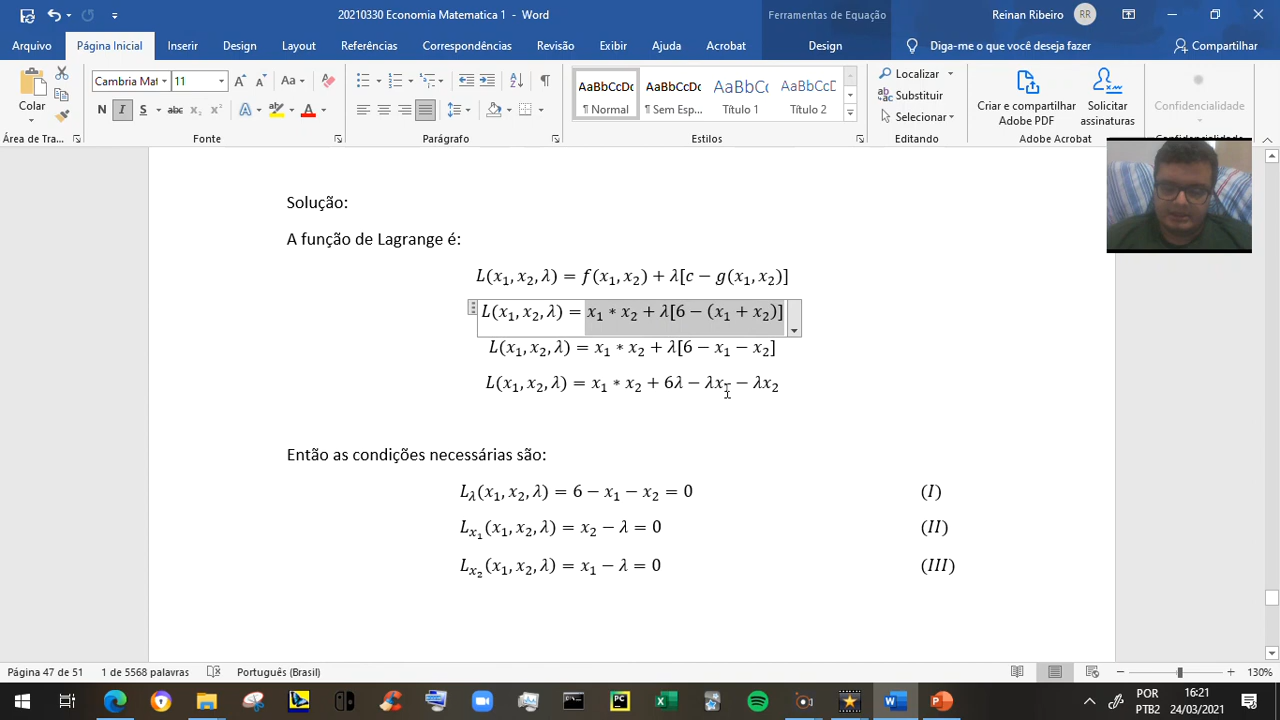 20210330 Economia Matematica 1 - Word
Ferramentas de Equação
Reinan Ribeiro
RR
Arquivo
Página Inicial
Inserir
Design
Layout
Referências
Correspondências
Revisão
Exibir
Ajuda
Acrobat
Design
Diga-me o que você deseja fazer
Compartilhar
Colar
Cambria Mat
11
Aa
N I S abc x₂ x²
Área de Tra...
Fonte
Parágrafo
AaBbCcDc
¶ Normal
AaBbCcDc
¶ Sem Esp...
AaBbCc
Título 1
AaBbCcD
Título 2
Estilos
Localizar
Substituir
Selecionar
Editando
Criar e compartilhar
Adobe PDF
Solicitar
assinaturas
Adobe Acrobat
Confidencialidade
Solução:
A função de Lagrange é:
L(x₁, x₂, λ) = f(x₁, x₂) + λ[c − g(x₁, x₂)]
L(x₁, x₂, λ) = x₁ ∗ x₂ + λ[6 − (x₁ + x₂)]
L(x₁, x₂, λ) = x₁ ∗ x₂ + λ[6 − x₁ − x₂]
L(x₁, x₂, λ) = x₁ ∗ x₂ + 6λ − λx₁ − λx₂
Então as condições necessárias são:
L_λ(x₁, x₂, λ) = 6 − x₁ − x₂ = 0 (I)
L_x₁(x₁, x₂, λ) = x₂ − λ = 0 (II)
L_x₂(x₁, x₂, λ) = x₁ − λ = 0 (III)
Página 47 de 51
1 de 5568 palavras
Português (Brasil)
130%
POR
PTB2
16:21
24/03/2021